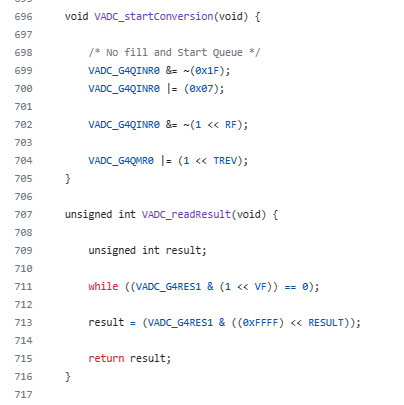 696 void VADC_startConversion(void) {
697
698 /* No fill and Start Queue */
699 VADC_G4QINR0 &= ~(0x1F);
700 VADC_G4QINR0 |= (0x07);
701
702 VADC_G4QINR0 &= ~(1 << RF);
703
704 VADC_G4QMR0 |= (1 << TREV);
705 }
706
707 unsigned int VADC_readResult(void) {
708
709 unsigned int result;
710
711 while ((VADC_G4RES1 & (1 << VF)) == 0);
712
713 result = (VADC_G4RES1 & ((0xFFFF) << RESULT));
714
715 return result;
716 }
717